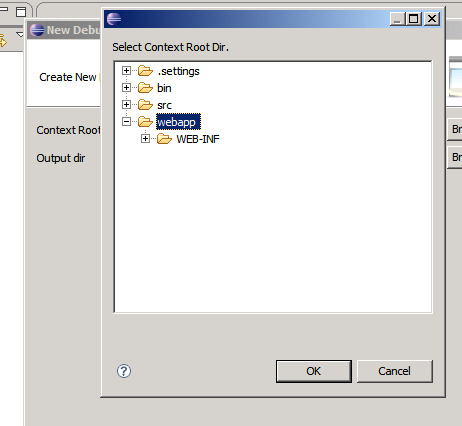 New Debu
Create New
Context Root
Output dir
Select Context Root Dir.
.settings
bin
src
webapp
WEB-INF
OK
Cancel
Br
Br